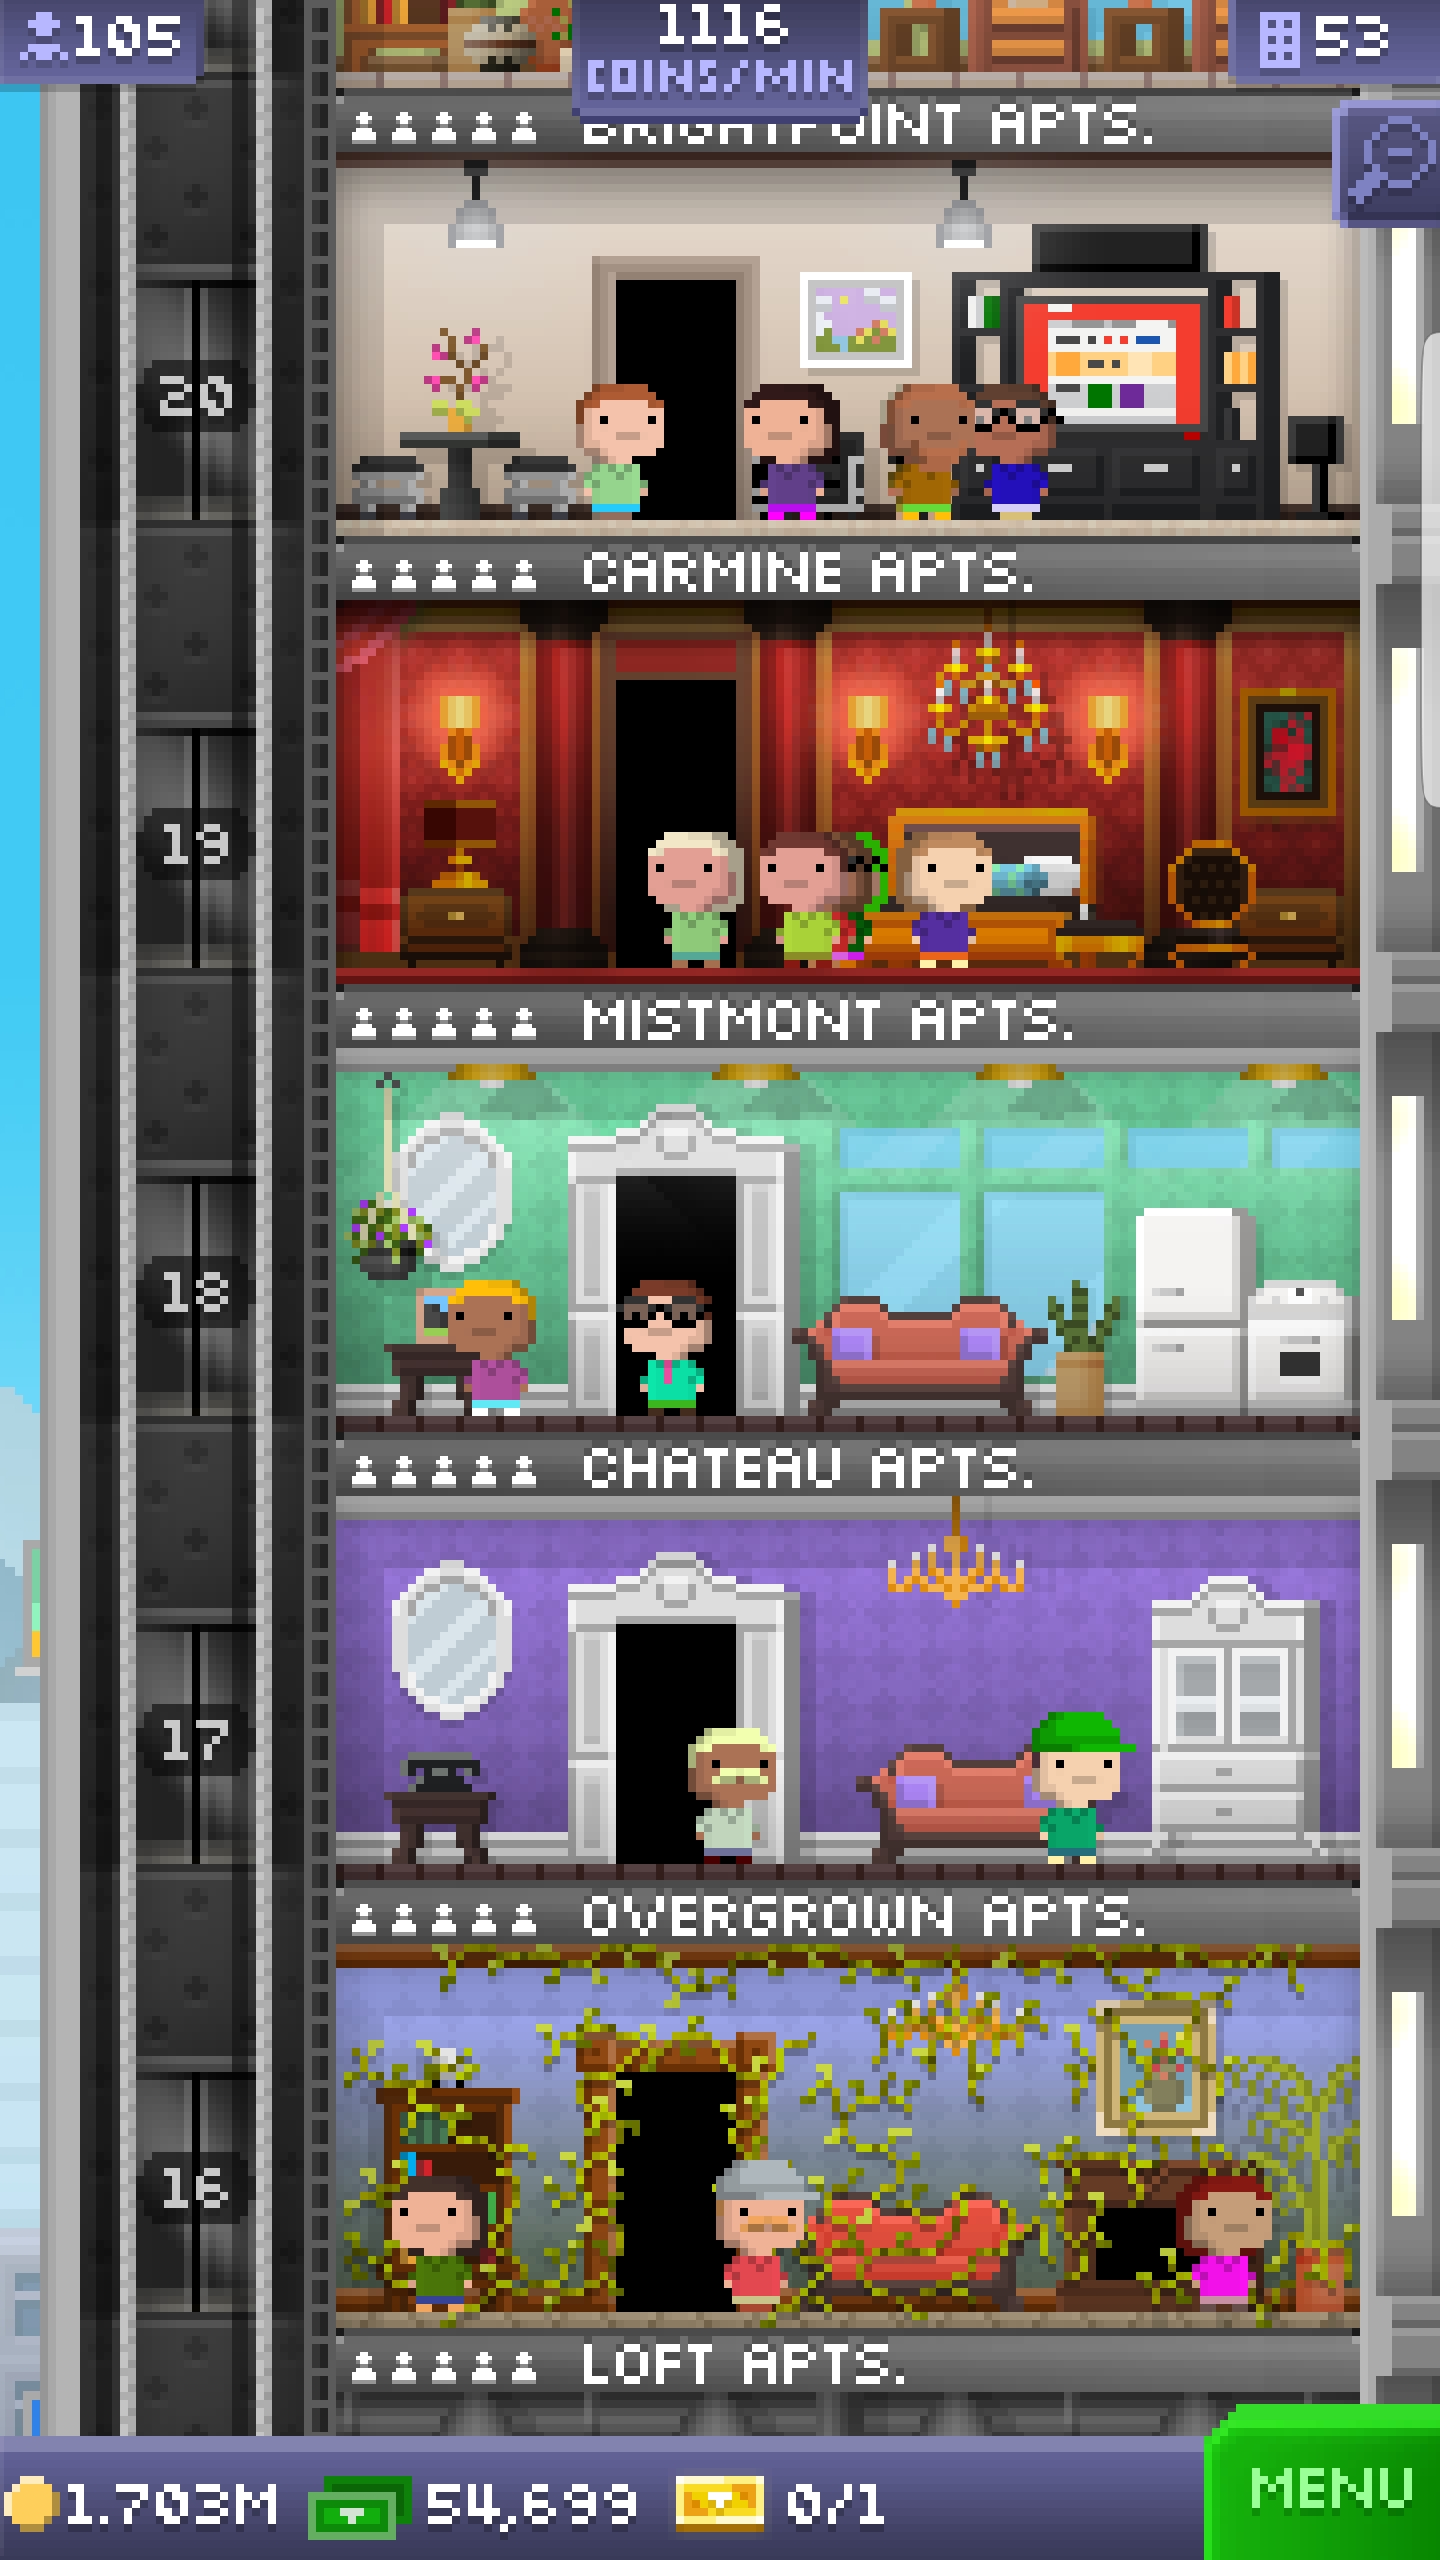 105
1116
COINS/MIN
53
BRIGHTPOINT APTS.
20
CARMINE APTS.
19
MISTMONT APTS.
18
CHATEAU APTS.
17
OVERGROWN APTS.
16
LOFT APTS.
1.703M
54,699
0/1
MENU